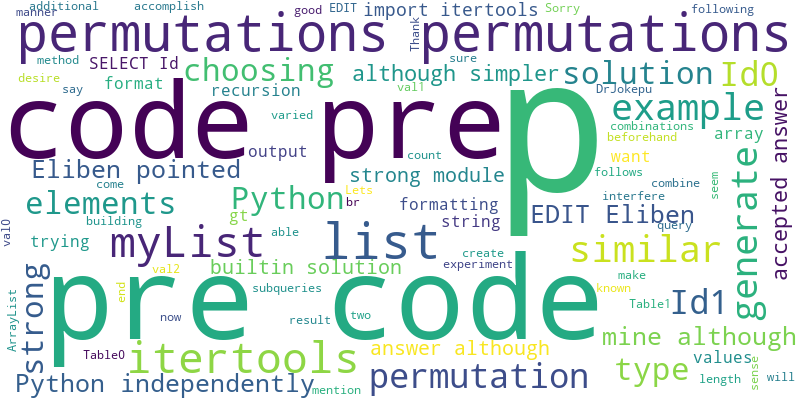 additional accomplish good EDIT import itertools Sorry following
manner
permutations Thank permutations
method SELECT Id sure
desire format choosing although simpler solution Id0
say recursion varied val1 DrJokepu
code pre p example
combinations
output array beforehand
Eliben pointed count strong module want accepted answer
come Python Lets follows seem generate
elements gt br formatting combine interfere
building string EDIT Eliben
val0 trying myList able list query similar
builtin solution experiment create
strong val2 make
pre code
ArrayList end subqueries known
now result two Table1 Id1
Table0 itertools answer although mine although
values
Python independently mention permutation type sense
length will